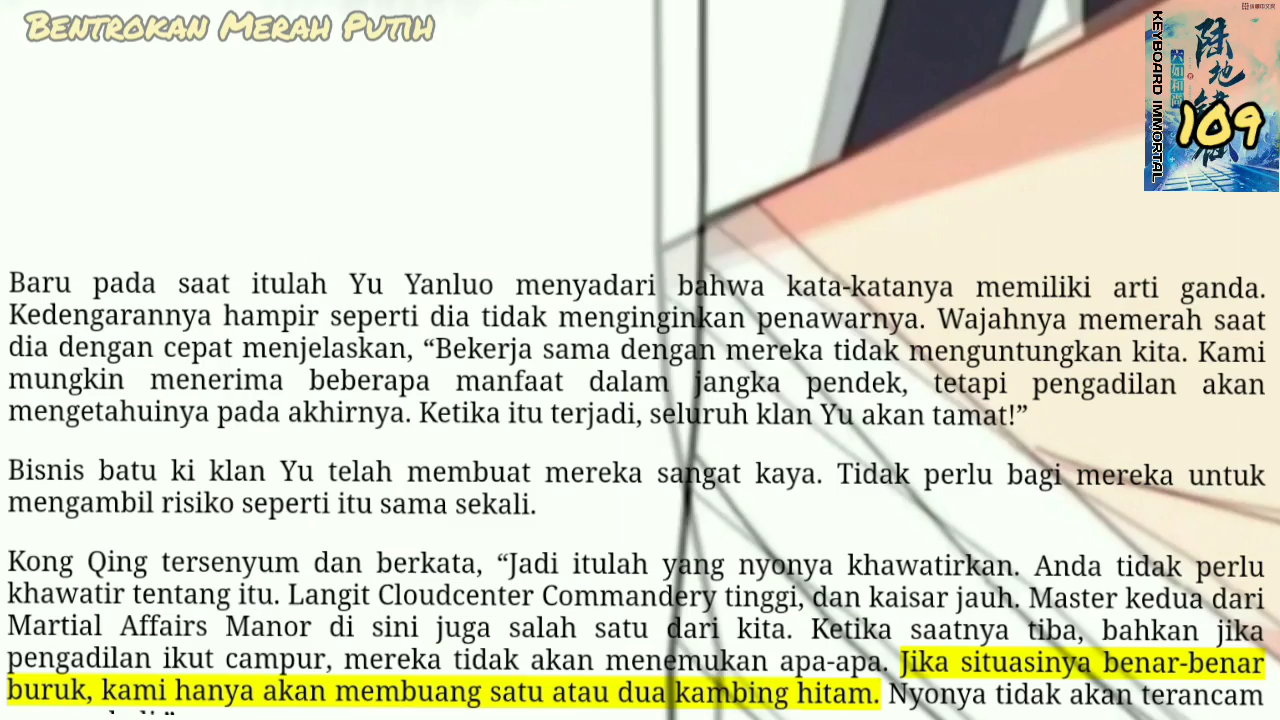 Bentrokan Merah Putih
KEYBOARD IMMORTAL
陆地
109
六如和尚
Baru pada saat itulah Yu Yanluo menyadari bahwa kata-katanya memiliki arti ganda.
Kedengarannya hampir seperti dia tidak menginginkan penawarnya. Wajahnya memerah saat
dia dengan cepat menjelaskan, “Bekerja sama dengan mereka tidak menguntungkan kita. Kami
mungkin menerima beberapa manfaat dalam jangka pendek, tetapi pengadilan akan
mengetahuinya pada akhirnya. Ketika itu terjadi, seluruh klan Yu akan tamat!”
Bisnis batu ki klan Yu telah membuat mereka sangat kaya. Tidak perlu bagi mereka untuk
mengambil risiko seperti itu sama sekali.
Kong Qing tersenyum dan berkata, “Jadi itulah yang nyonya khawatirkan. Anda tidak perlu
khawatir tentang itu. Langit Cloudcenter Commandery tinggi, dan kaisar jauh. Master kedua dari
Martial Affairs Manor di sini juga salah satu dari kita. Ketika saatnya tiba, bahkan jika
pengadilan ikut campur, mereka tidak akan menemukan apa-apa. Jika situasinya benar-benar
buruk, kami hanya akan membuang satu atau dua kambing hitam. Nyonya tidak akan terancam